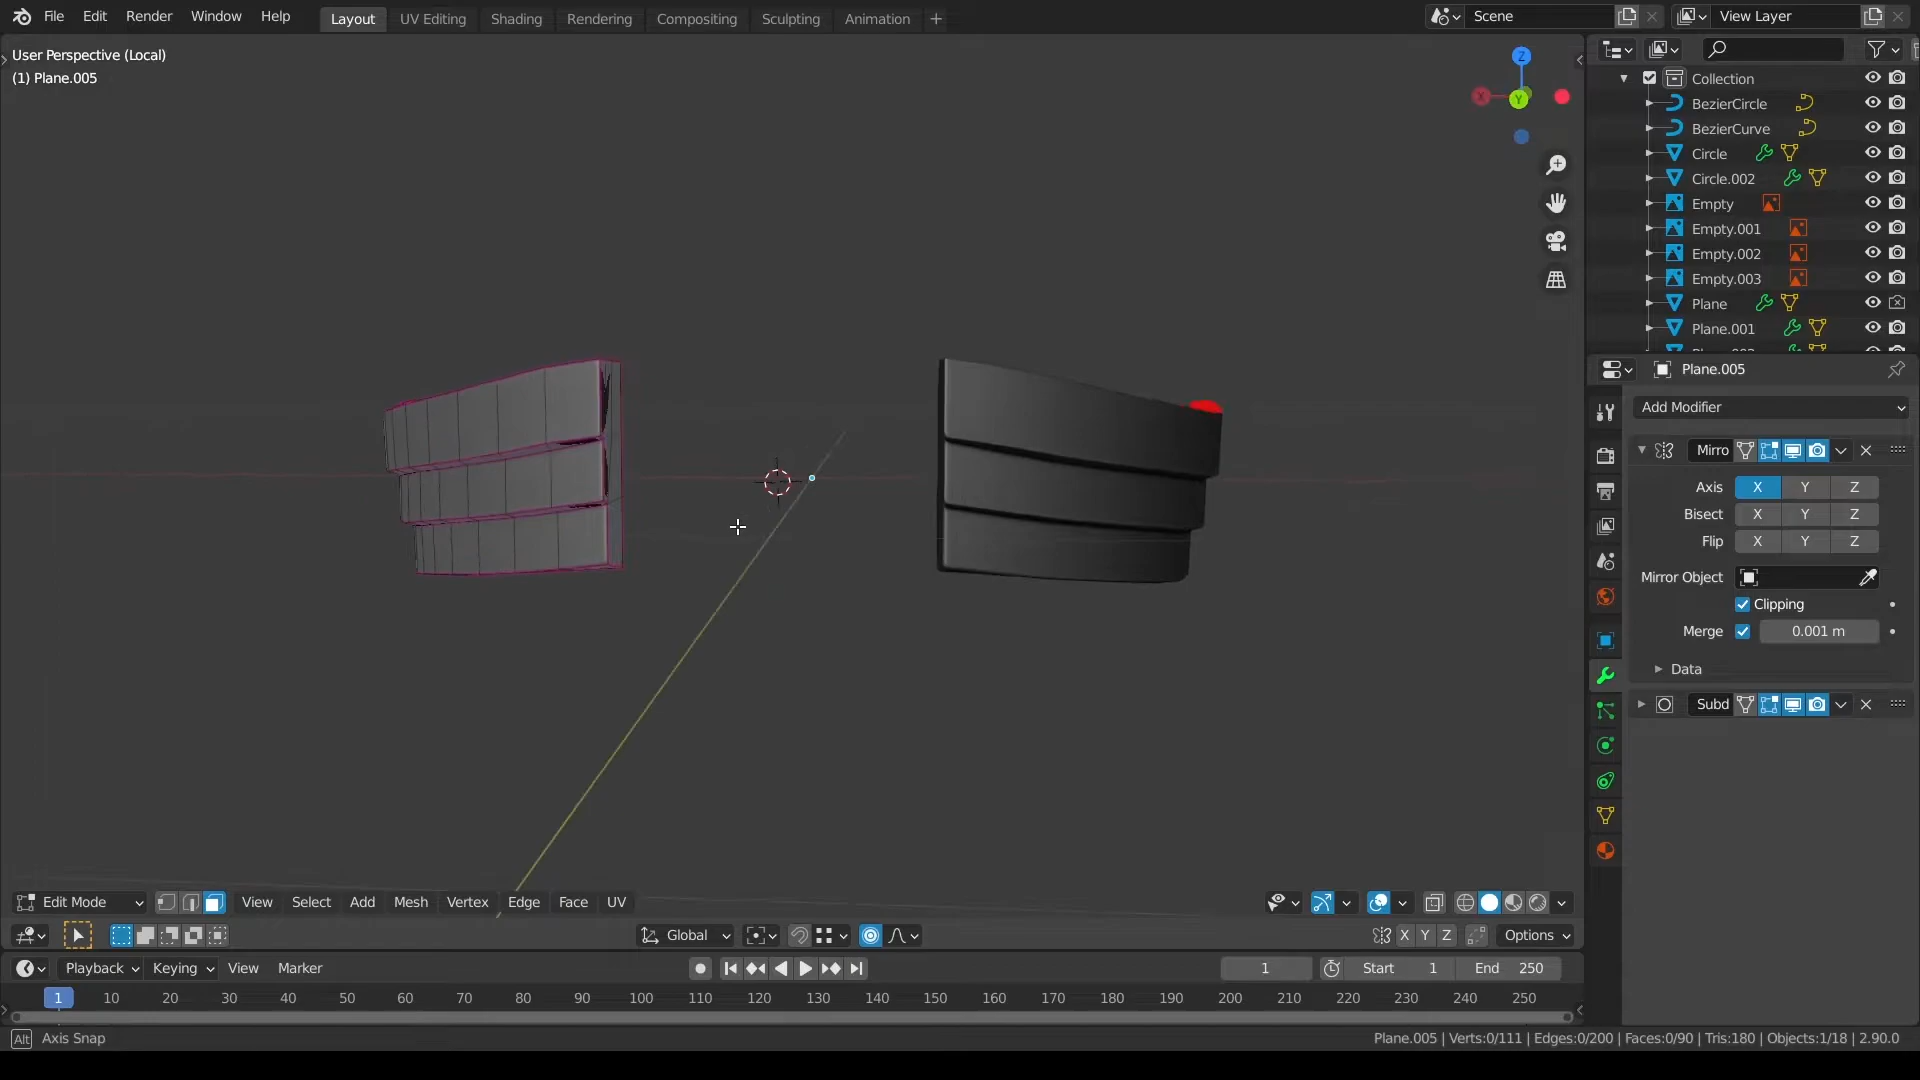 File Edit Render Window Help Layout UV Editing Shading Rendering Compositing Sculpting Animation + Scene View Layer
User Perspective (Local)
(1) Plane.005
Z
X
Y
Collection
BezierCircle
BezierCurve
Circle
Circle.002
Empty
Empty.001
Empty.002
Empty.003
Plane
Plane.001
Plane.005
Add Modifier
Mirro
Axis X Y Z
Bisect X Y Z
Flip X Y Z
Mirror Object
Clipping
Merge 0.001 m
Data
Subd
Edit Mode View Select Add Mesh Vertex Edge Face UV
Global X Y Z Options
Playback Keying View Marker 1 Start 1 End 250
1 10 20 30 40 50 60 70 80 90 100 110 120 130 140 150 160 170 180 190 200 210 220 230 240 250
Alt Axis Snap Plane.005 | Verts:0/111 | Edges:0/200 | Faces:0/90 | Tris:180 | Objects:1/18 | 2.90.0